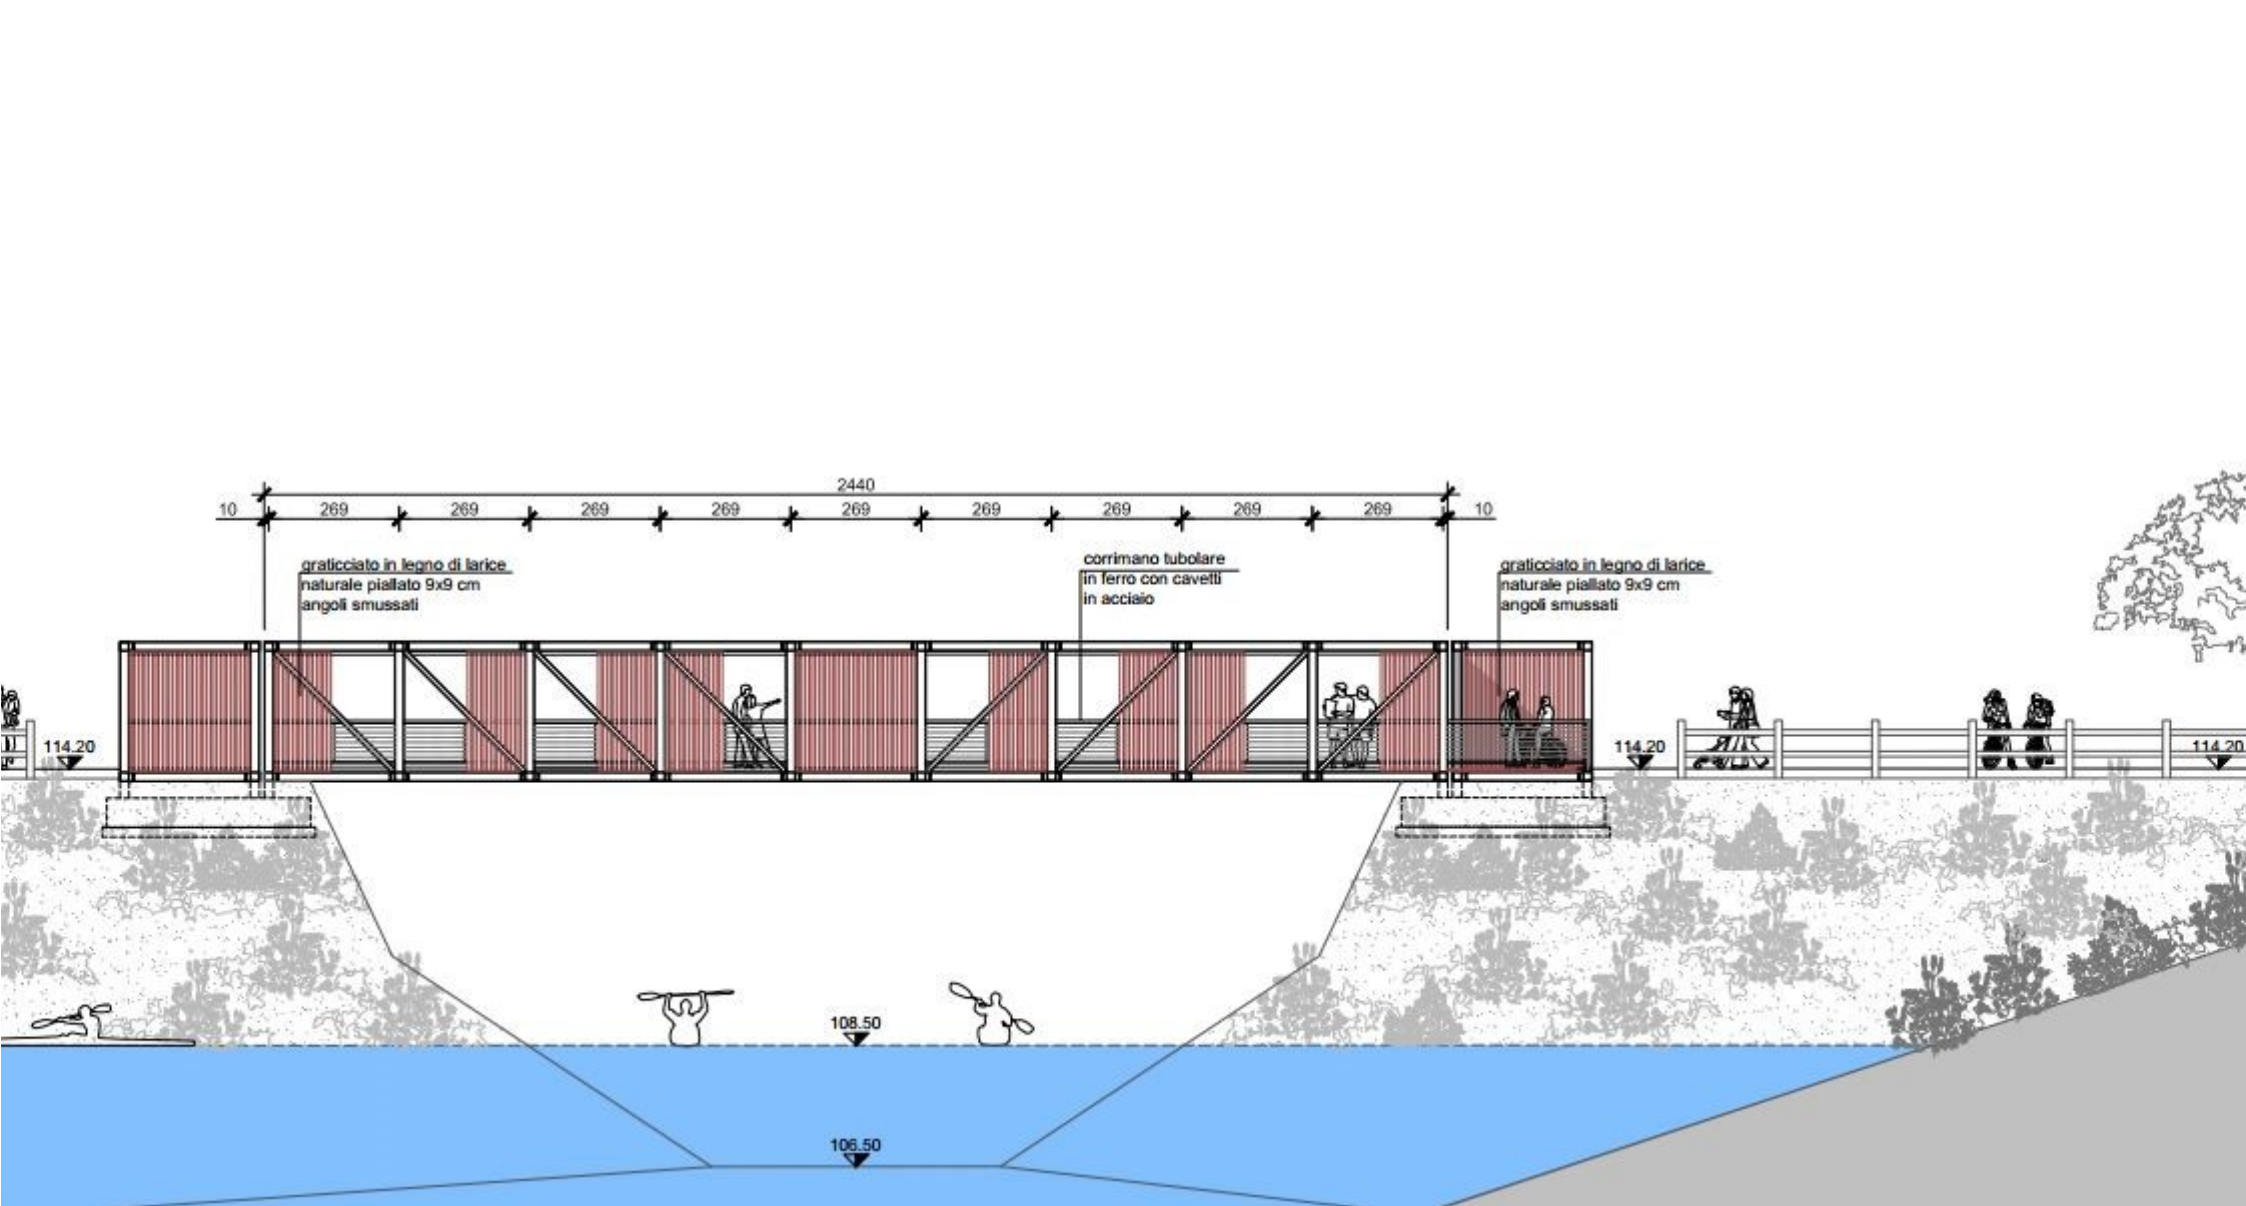 2440
10 269 269 269 269 269 269 269 269 269 10
graticciato in legno di larice
naturale piallato 9x9 cm
angoli smussati
corrimano tubolare
in ferro con cavetti
in acciaio
graticciato in legno di larice
naturale piallato 9x9 cm
angoli smussati
114.20
114.20
114.20
108.50
106.50